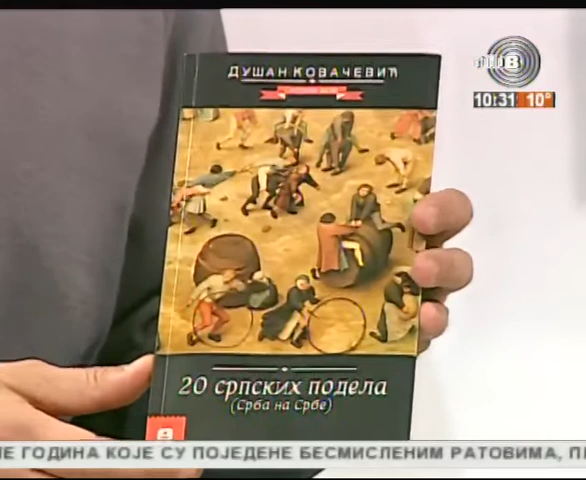 ДУШАН КОВАЧЕВИЋ
10:31 10°
20 српских подела
(Срба на Србе)
ГОДИНА КОЈЕ СУ ПОЈЕДЕНЕ БЕСМИСЛЕНИМ РАТОВИМА,